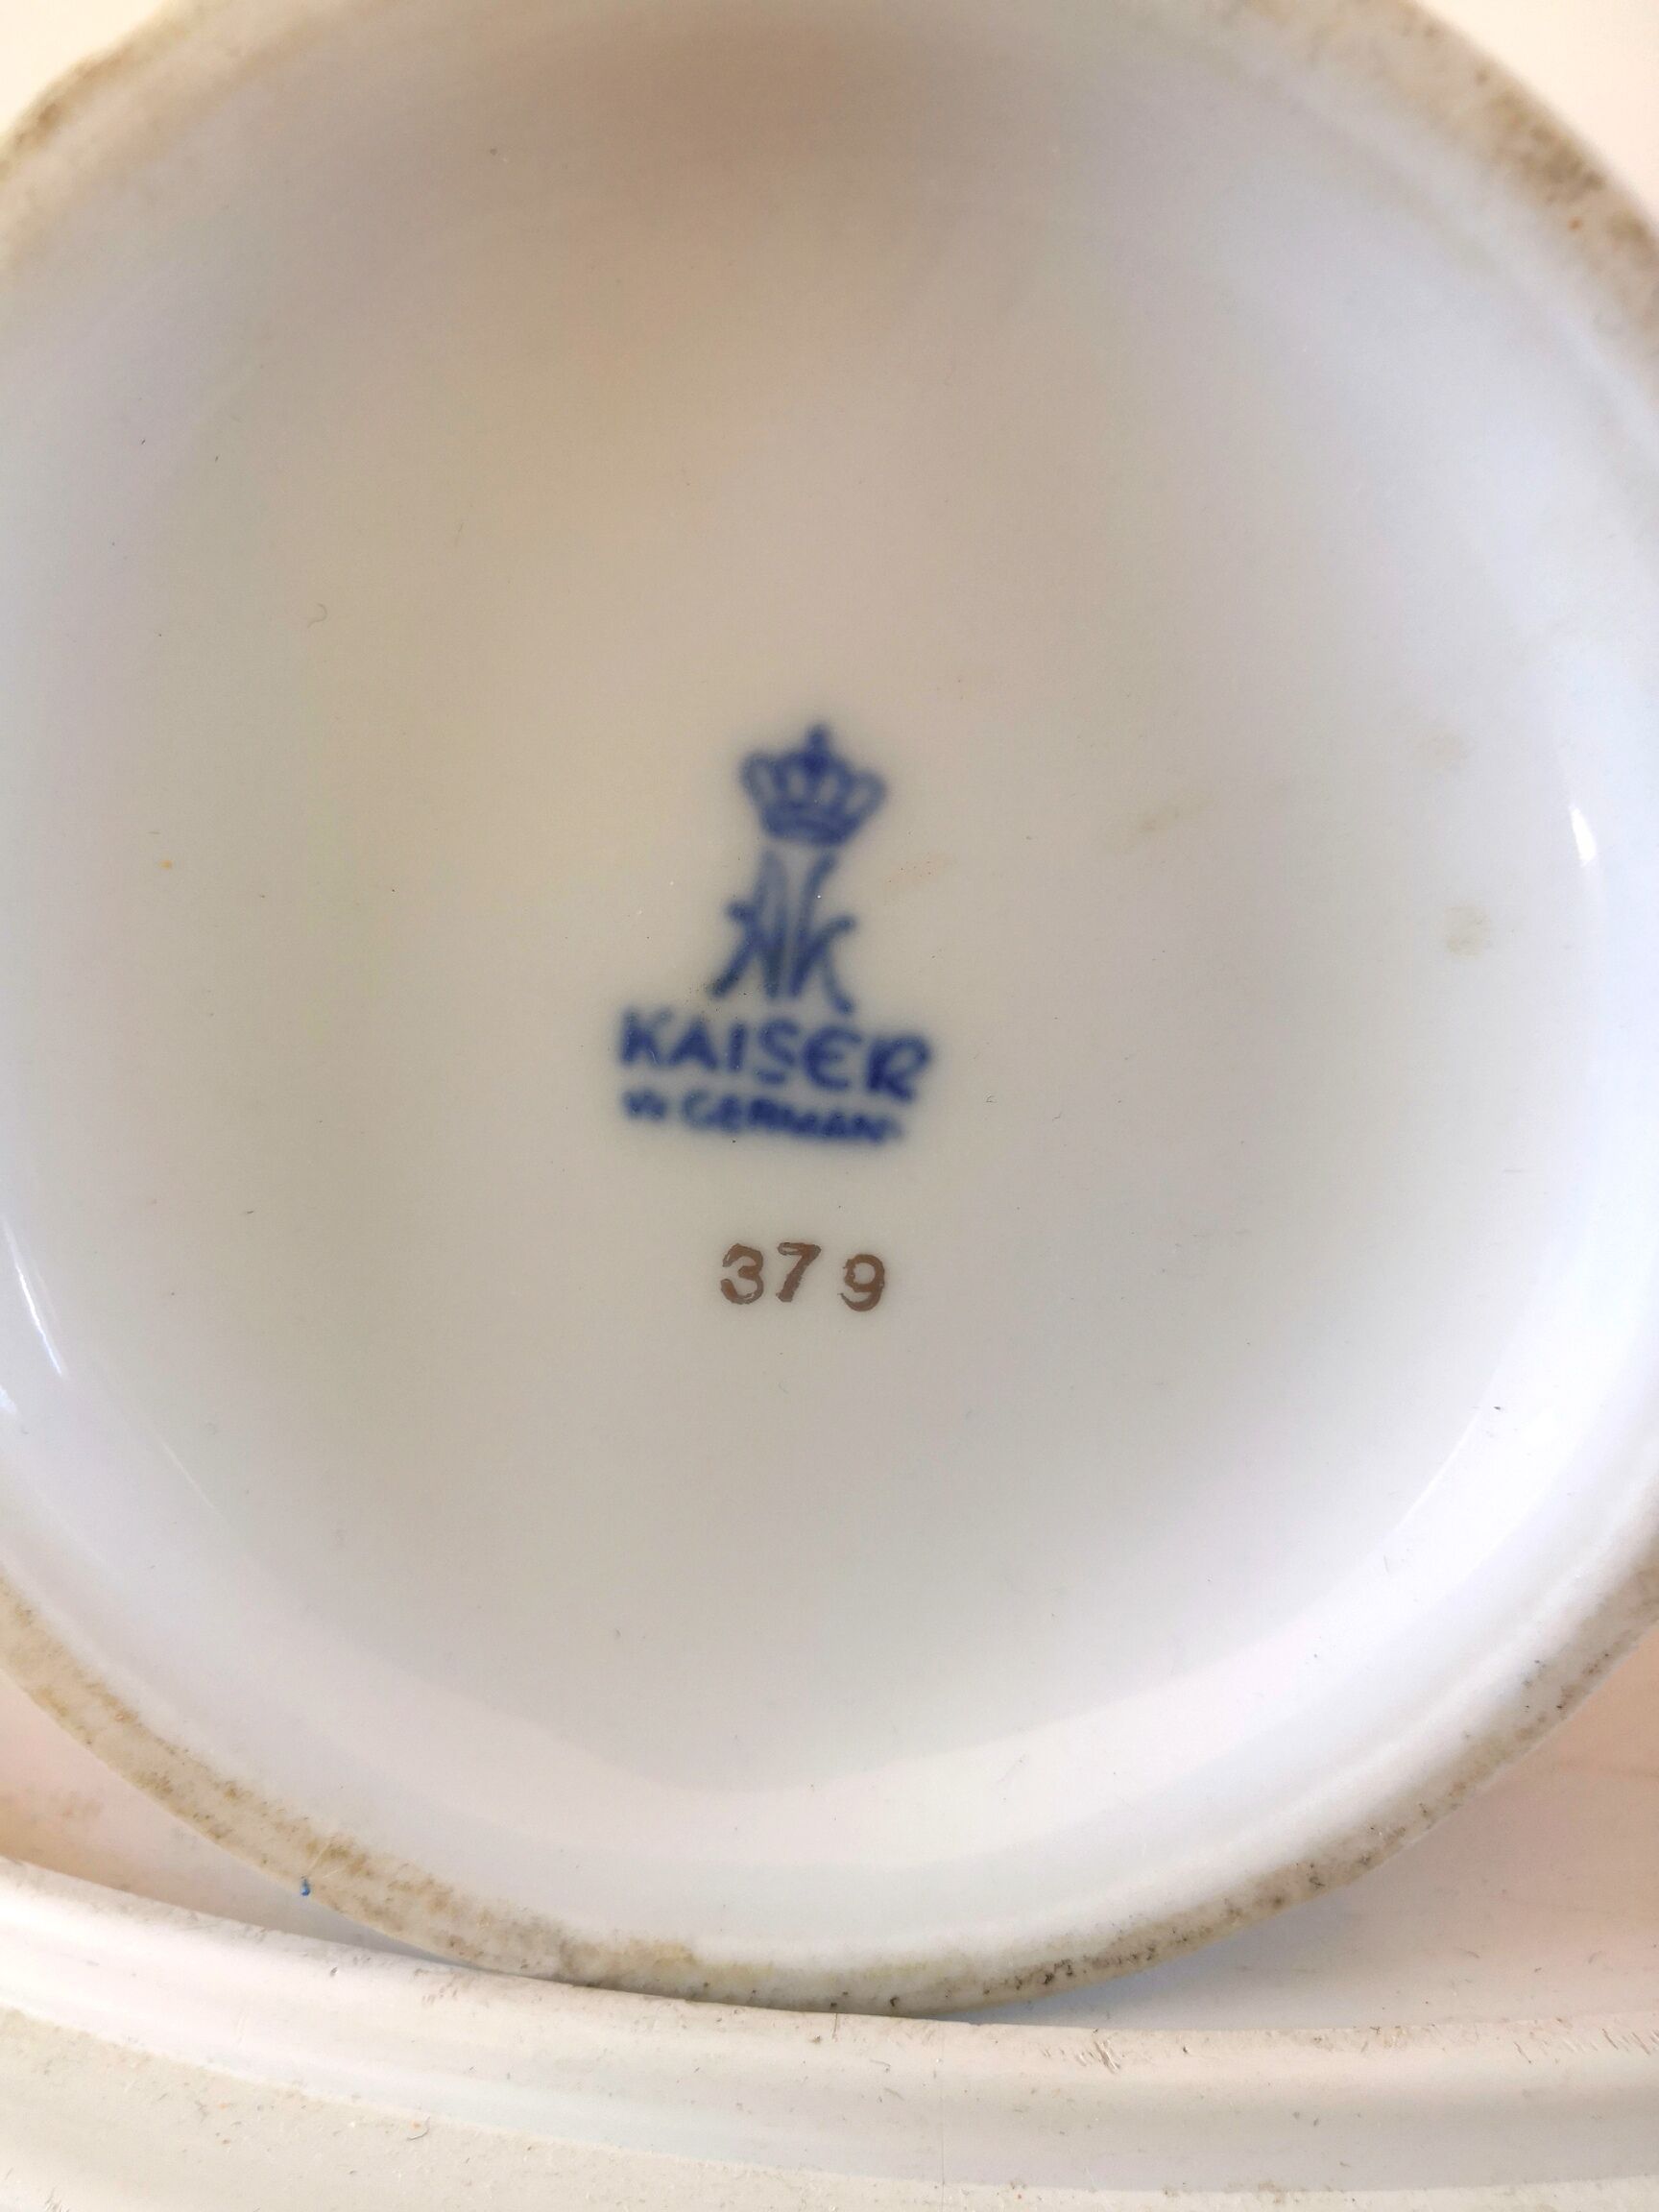 AK
KAISER
W. GERMANY
379